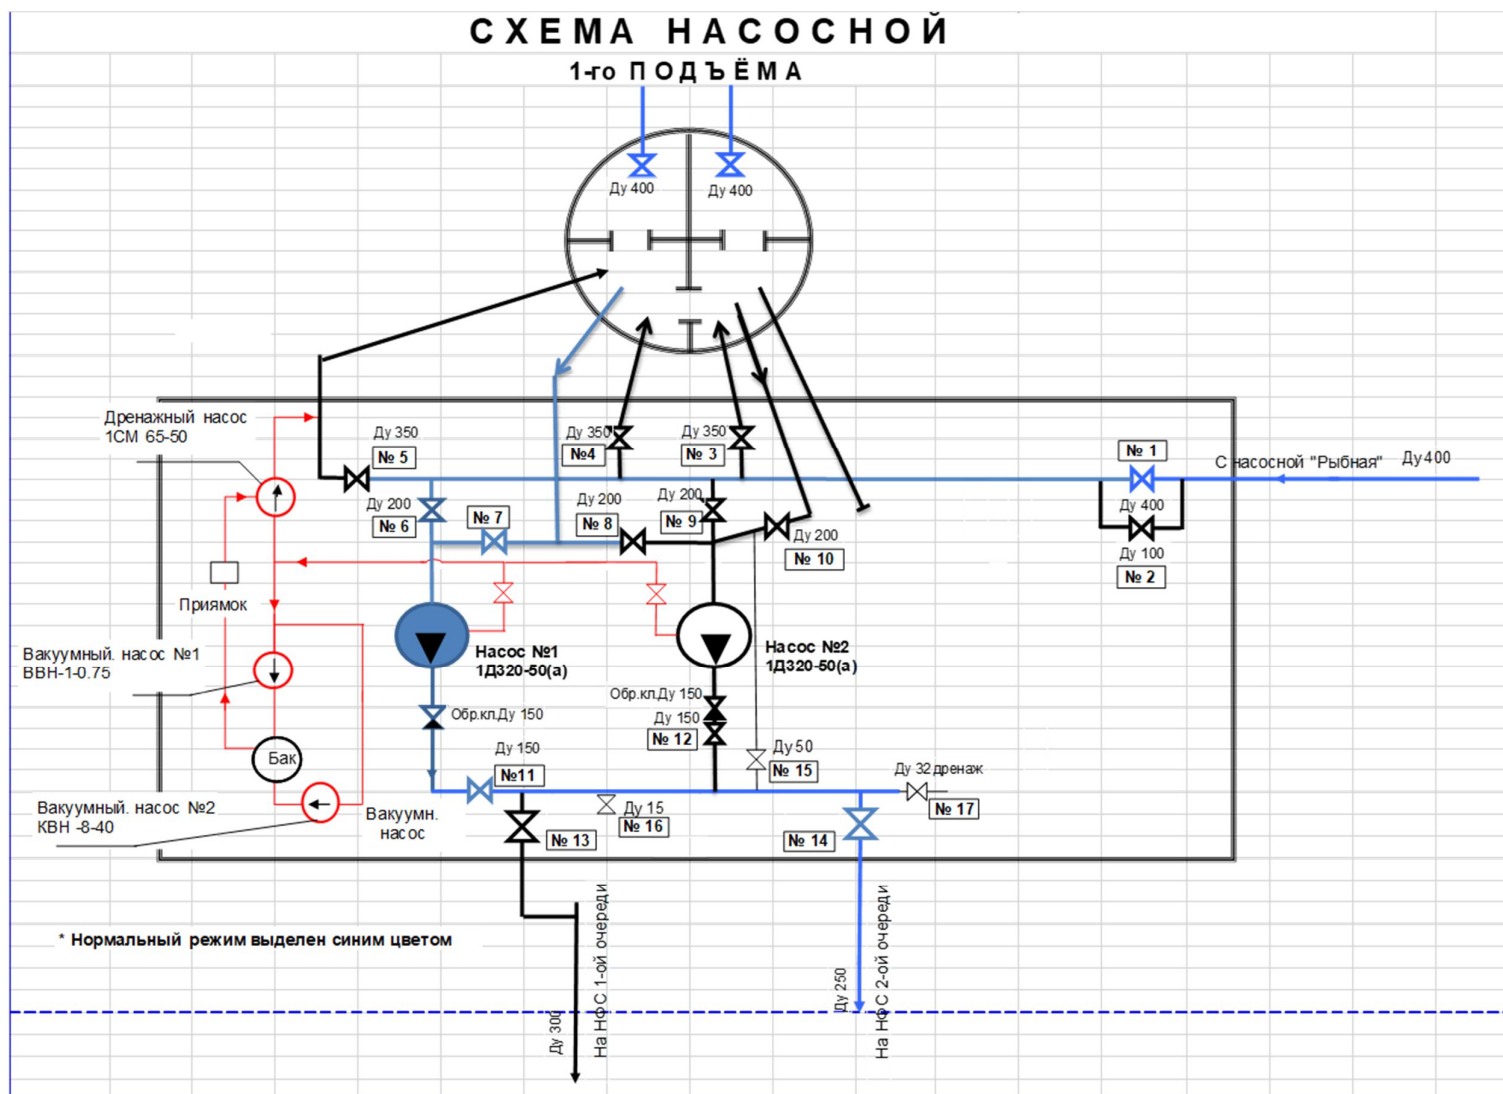 СХЕМА НАСОСНОЙ
1-го ПОДЪЁМА
Ду 400
Ду 400
Дренажный насос
1СМ 65-50
Ду 350
№ 5
Ду 350
№4
Ду 350
№ 3
№ 1
С насосной "Рыбная"
Ду 400
Ду 200
№ 6
№ 7
Ду 200
№ 8
Ду 200
№ 9
Ду 200
№ 10
Ду 400
Ду 100
№ 2
Приямок
Вакуумный. насос №1
ВВН-1-0.75
Насос №1
1Д320-50(а)
Насос №2
1Д320-50(а)
Обр.кл.Ду 150
Обр.кл.Ду 150
Ду 150
№ 12
Бак
Ду 150
№11
Ду 50
№ 15
Ду 32 дренаж
№ 17
Вакуумный. насос №2
КВН -8-40
Вакуумн.
насос
Ду 15
№ 16
№ 13
№ 14
* Нормальный режим выделен синим цветом
Ду 300
На НФС 1-ой очереди
Ду 250
На НФС 2-ой очереди